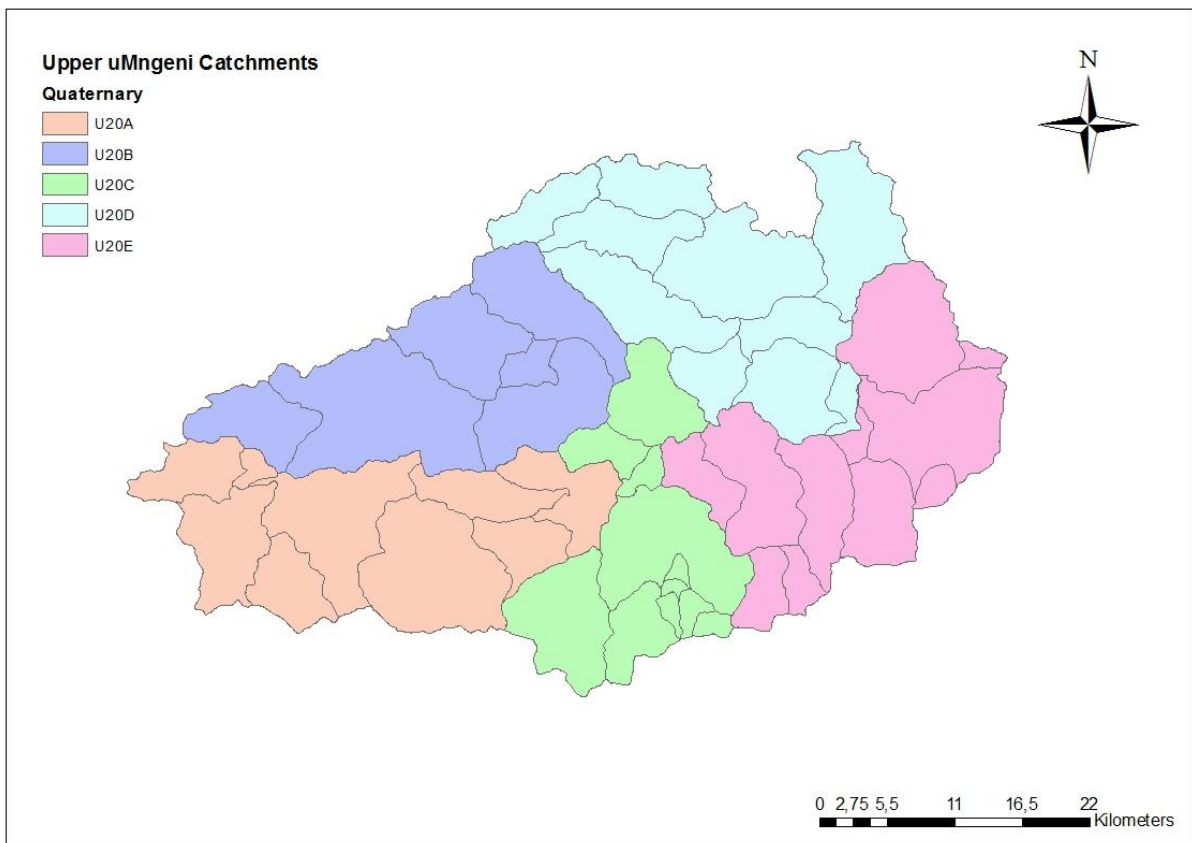 Upper uMngeni Catchments
Quaternary
U20A
U20B
U20C
U20D
U20E
N
0 2,75 5,5 11 16,5 22
Kilometers